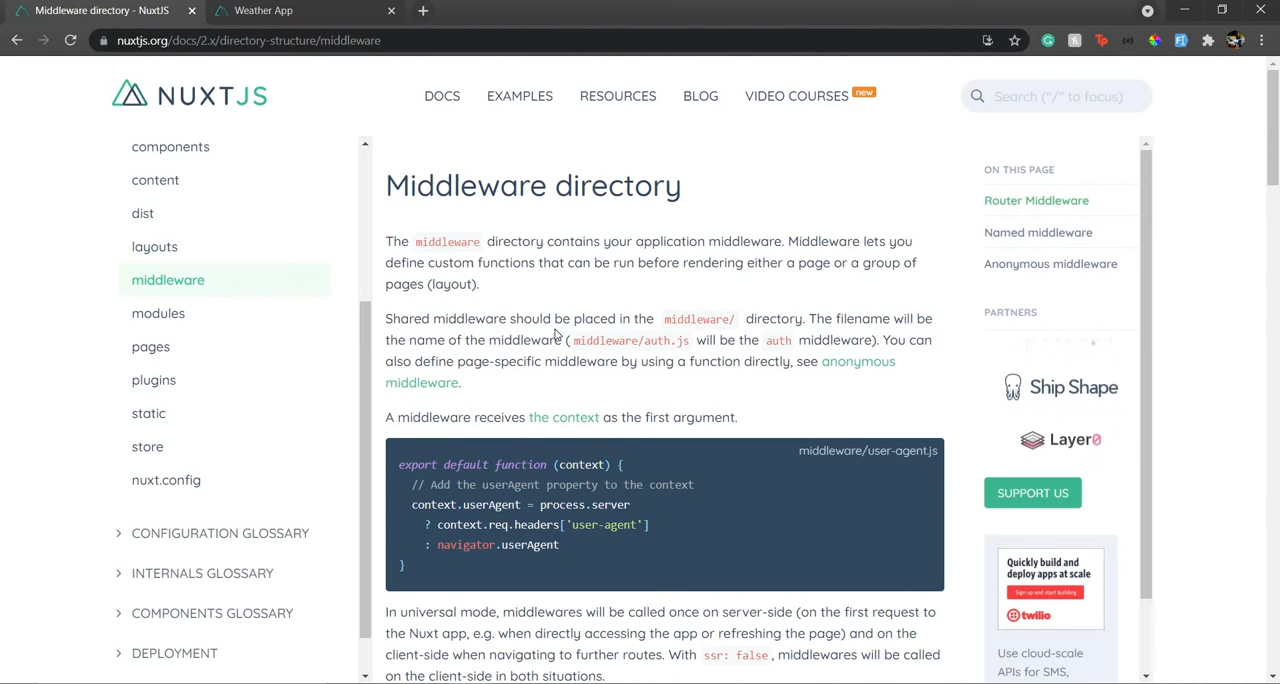 Middleware directory - NuxtJS
Weather App
nuxtjs.org/docs/2.x/directory-structure/middleware
NUXTJS
DOCS
EXAMPLES
RESOURCES
BLOG
VIDEO COURSES new
Search ("/" to focus)
components
content
dist
layouts
middleware
modules
pages
plugins
static
store
nuxt.config
CONFIGURATION GLOSSARY
INTERNALS GLOSSARY
COMPONENTS GLOSSARY
DEPLOYMENT
Middleware directory
The middleware directory contains your application middleware. Middleware lets you
define custom functions that can be run before rendering either a page or a group of
pages (layout).
Shared middleware should be placed in the middleware/ directory. The filename will be
the name of the middleware ( middleware/auth.js will be the auth middleware). You can
also define page-specific middleware by using a function directly, see anonymous
middleware.
A middleware receives the context as the first argument.
middleware/user-agent.js
export default function (context) {
// Add the userAgent property to the context
context.userAgent = process.server
? context.req.headers['user-agent']
: navigator.userAgent
}
In universal mode, middlewares will be called once on server-side (on the first request to
the Nuxt app, e.g. when directly accessing the app or refreshing the page) and on the
client-side when navigating to further routes. With ssr: false , middlewares will be called
on the client-side in both situations.
ON THIS PAGE
Router Middleware
Named middleware
Anonymous middleware
PARTNERS
Ship Shape
Layer0
SUPPORT US
Quickly build and
deploy apps at scale
Sign up and start building
twilio
Use cloud-scale
APIs for SMS,